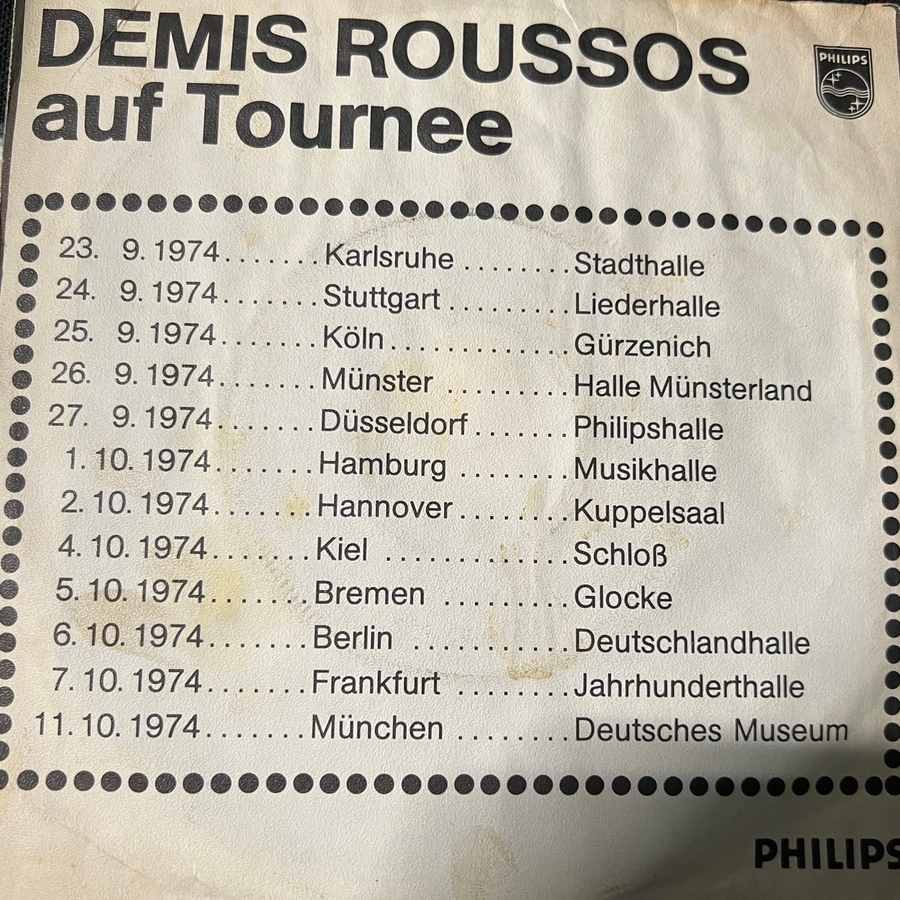 DEMIS ROUSSOS
auf Tournee
PHILIPS
23. 9. 1974.......Karlsruhe ........Stadthalle
24. 9. 1974.......Stuttgart .........Liederhalle
25. 9. 1974.......Köln.............Gürzenich
26. 9. 1974.......Münster .........Halle Münsterland
27. 9. 1974.......Düsseldorf.......Philipshalle
1. 10. 1974.......Hamburg ........Musikhalle
2. 10. 1974.......Hannover........Kuppelsaal
4. 10. 1974.......Kiel .............Schloß
5. 10. 1974.......Bremen .........Glocke
6. 10. 1974.......Berlin ...........Deutschlandhalle
7. 10. 1974.......Frankfurt ........Jahrhunderthalle
11. 10. 1974.......München ........Deutsches Museum
PHILIPS